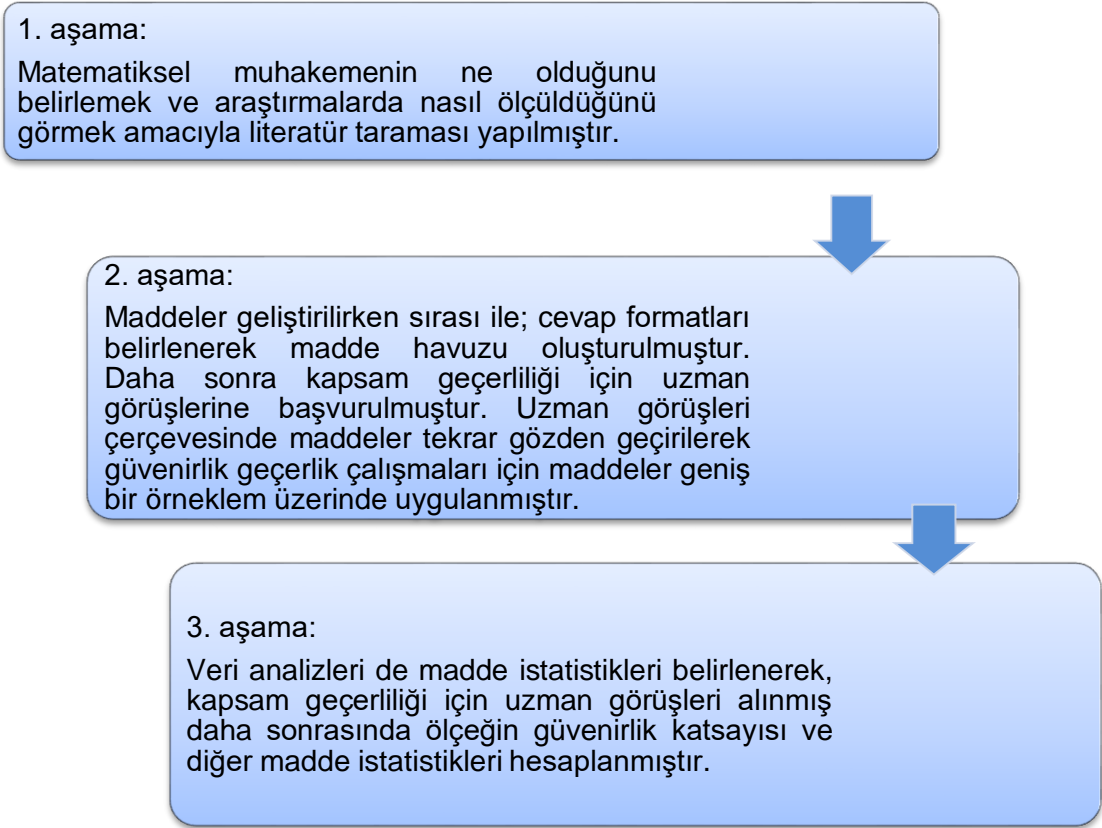 1. aşama:
Matematiksel muhakemenin ne olduğunu
belirlemek ve araştırmalarda nasıl ölçüldüğünü
görmek amacıyla literatür taraması yapılmıştır.
2. aşama:
Maddeler geliştirilirken sırası ile; cevap formatları
belirlenerek madde havuzu oluşturulmuştur.
Daha sonra kapsam geçerliliği için uzman
görüşlerine başvurulmuştur. Uzman görüşleri
çerçevesinde maddeler tekrar gözden geçirilerek
güvenirlik geçerlik çalışmaları için maddeler geniş
bir örneklem üzerinde uygulanmıştır.
3. aşama:
Veri analizleri de madde istatistikleri belirlenerek,
kapsam geçerliliği için uzman görüşleri alınmış
daha sonrasında ölçeğin güvenirlik katsayısı ve
diğer madde istatistikleri hesaplanmıştır.